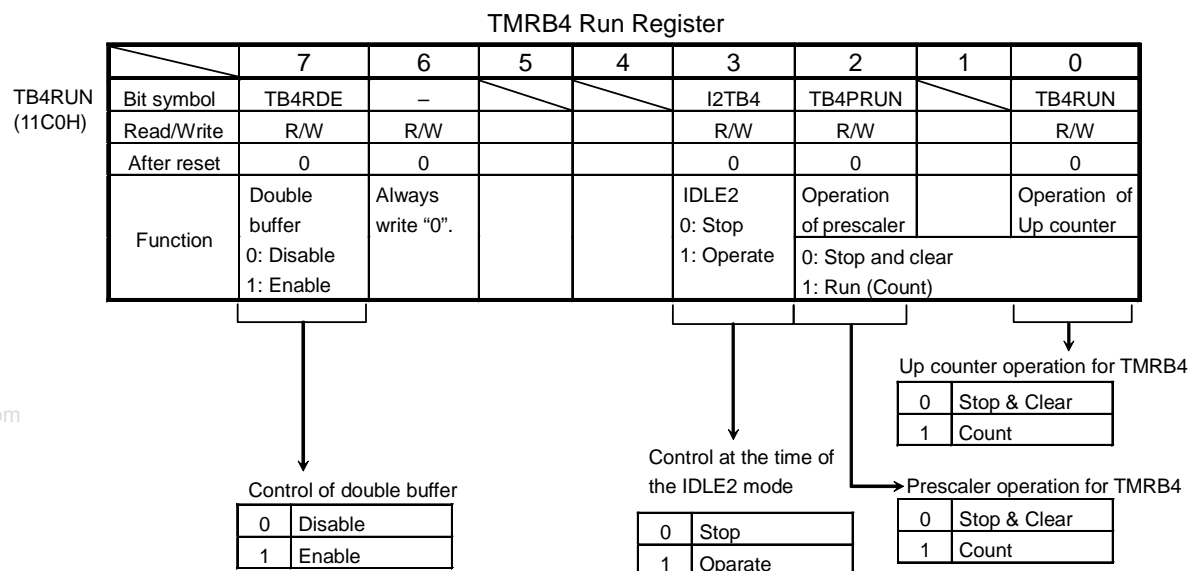 TMRB4 Run Register
7 6 5 4 3 2 1 0
TB4RUN
(11C0H)
Bit symbol TB4RDE – I2TB4 TB4PRUN TB4RUN
Read/Write R/W R/W R/W R/W R/W
After reset 0 0 0 0 0
Function
Double
buffer
0: Disable
1: Enable
Always
write “0”.
IDLE2
0: Stop
1: Operate
Operation
of prescaler
Operation of
Up counter
0: Stop and clear
1: Run (Count)
Up counter operation for TMRB4
0 Stop & Clear
1 Count
om
Control at the time of
the IDLE2 mode
0 Stop
1 Oparate
Prescaler operation for TMRB4
0 Stop & Clear
1 Count
Control of double buffer
0 Disable
1 Enable